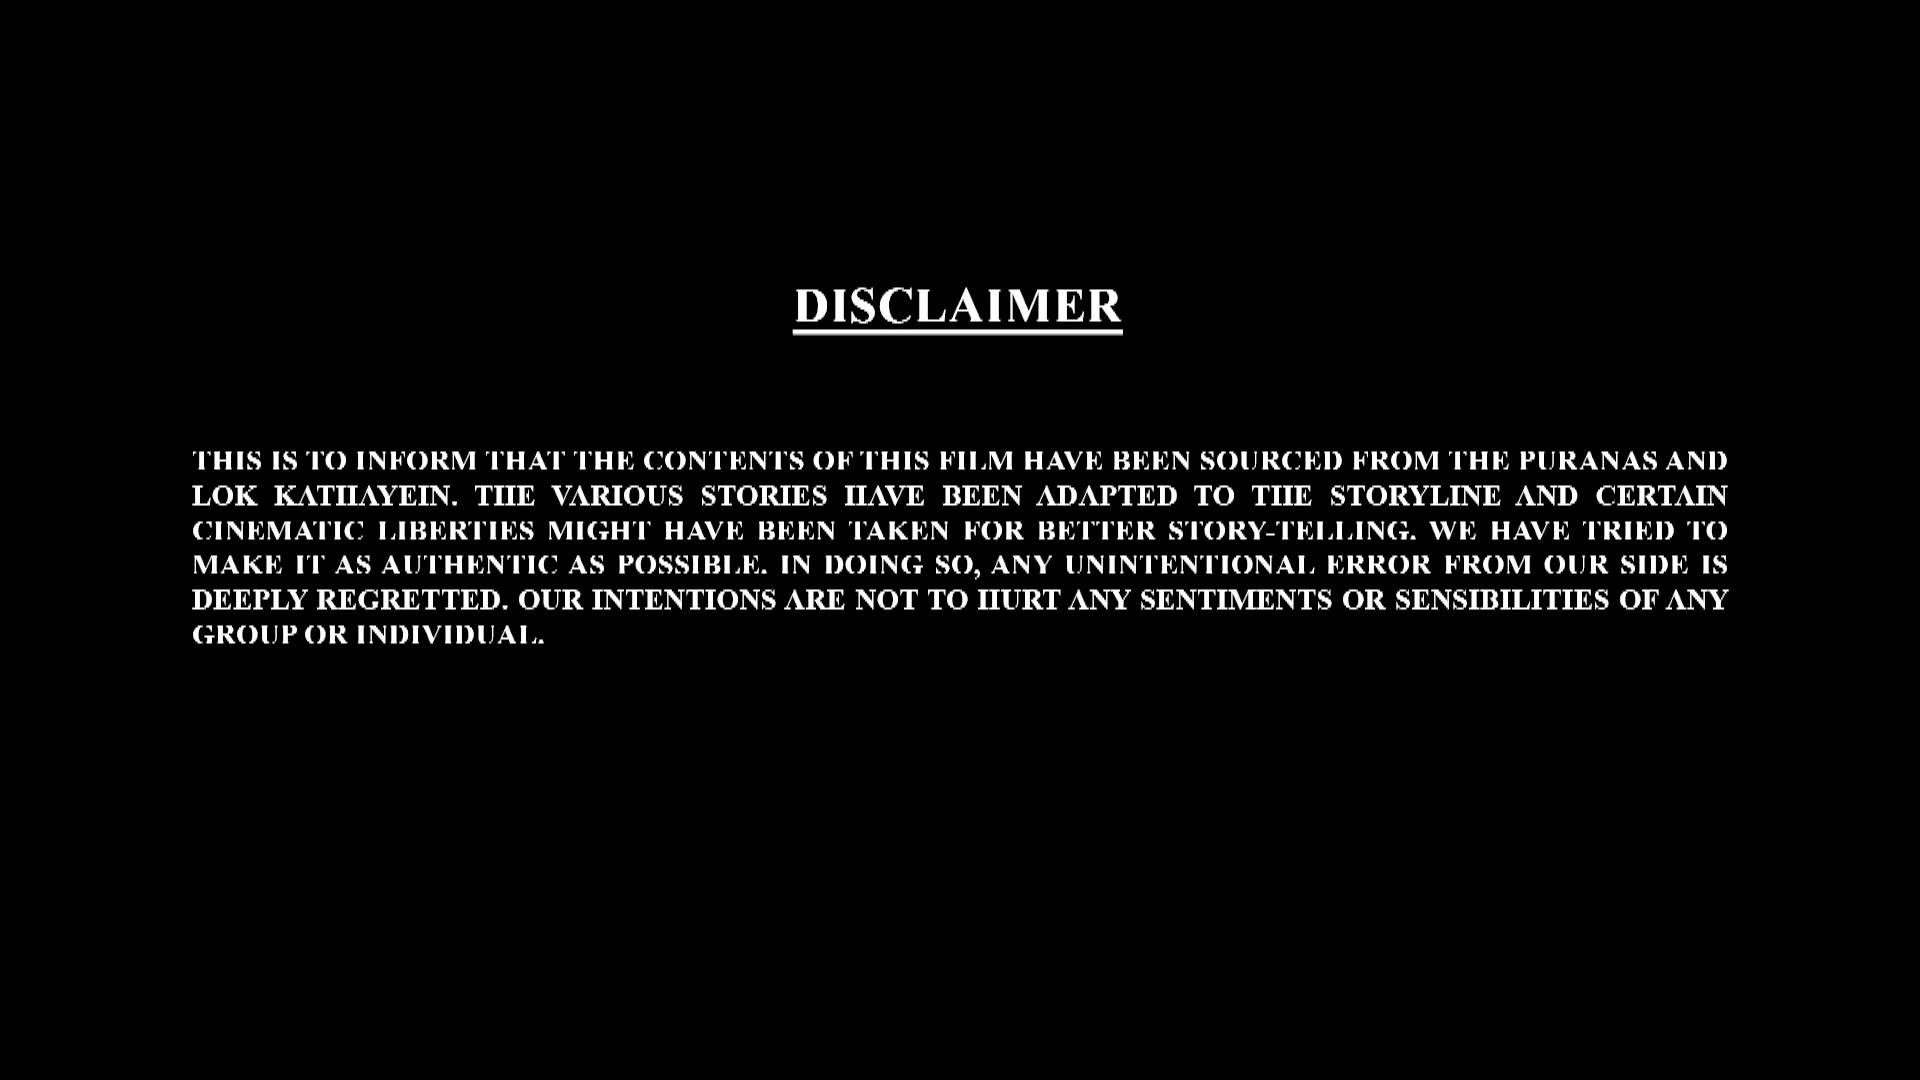 DISCLAIMER
THIS IS TO INFORM THAT THE CONTENTS OF THIS FILM HAVE BEEN SOURCED FROM THE PURANAS AND
LOK KATHAYEIN. THE VARIOUS STORIES HAVE BEEN ADAPTED TO THE STORYLINE AND CERTAIN
CINEMATIC LIBERTIES MIGHT HAVE BEEN TAKEN FOR BETTER STORY-TELLING. WE HAVE TRIED TO
MAKE IT AS AUTHENTIC AS POSSIBLE. IN DOING SO, ANY UNINTENTIONAL ERROR FROM OUR SIDE IS
DEEPLY REGRETTED. OUR INTENTIONS ARE NOT TO HURT ANY SENTIMENTS OR SENSIBILITIES OF ANY
GROUP OR INDIVIDUAL.